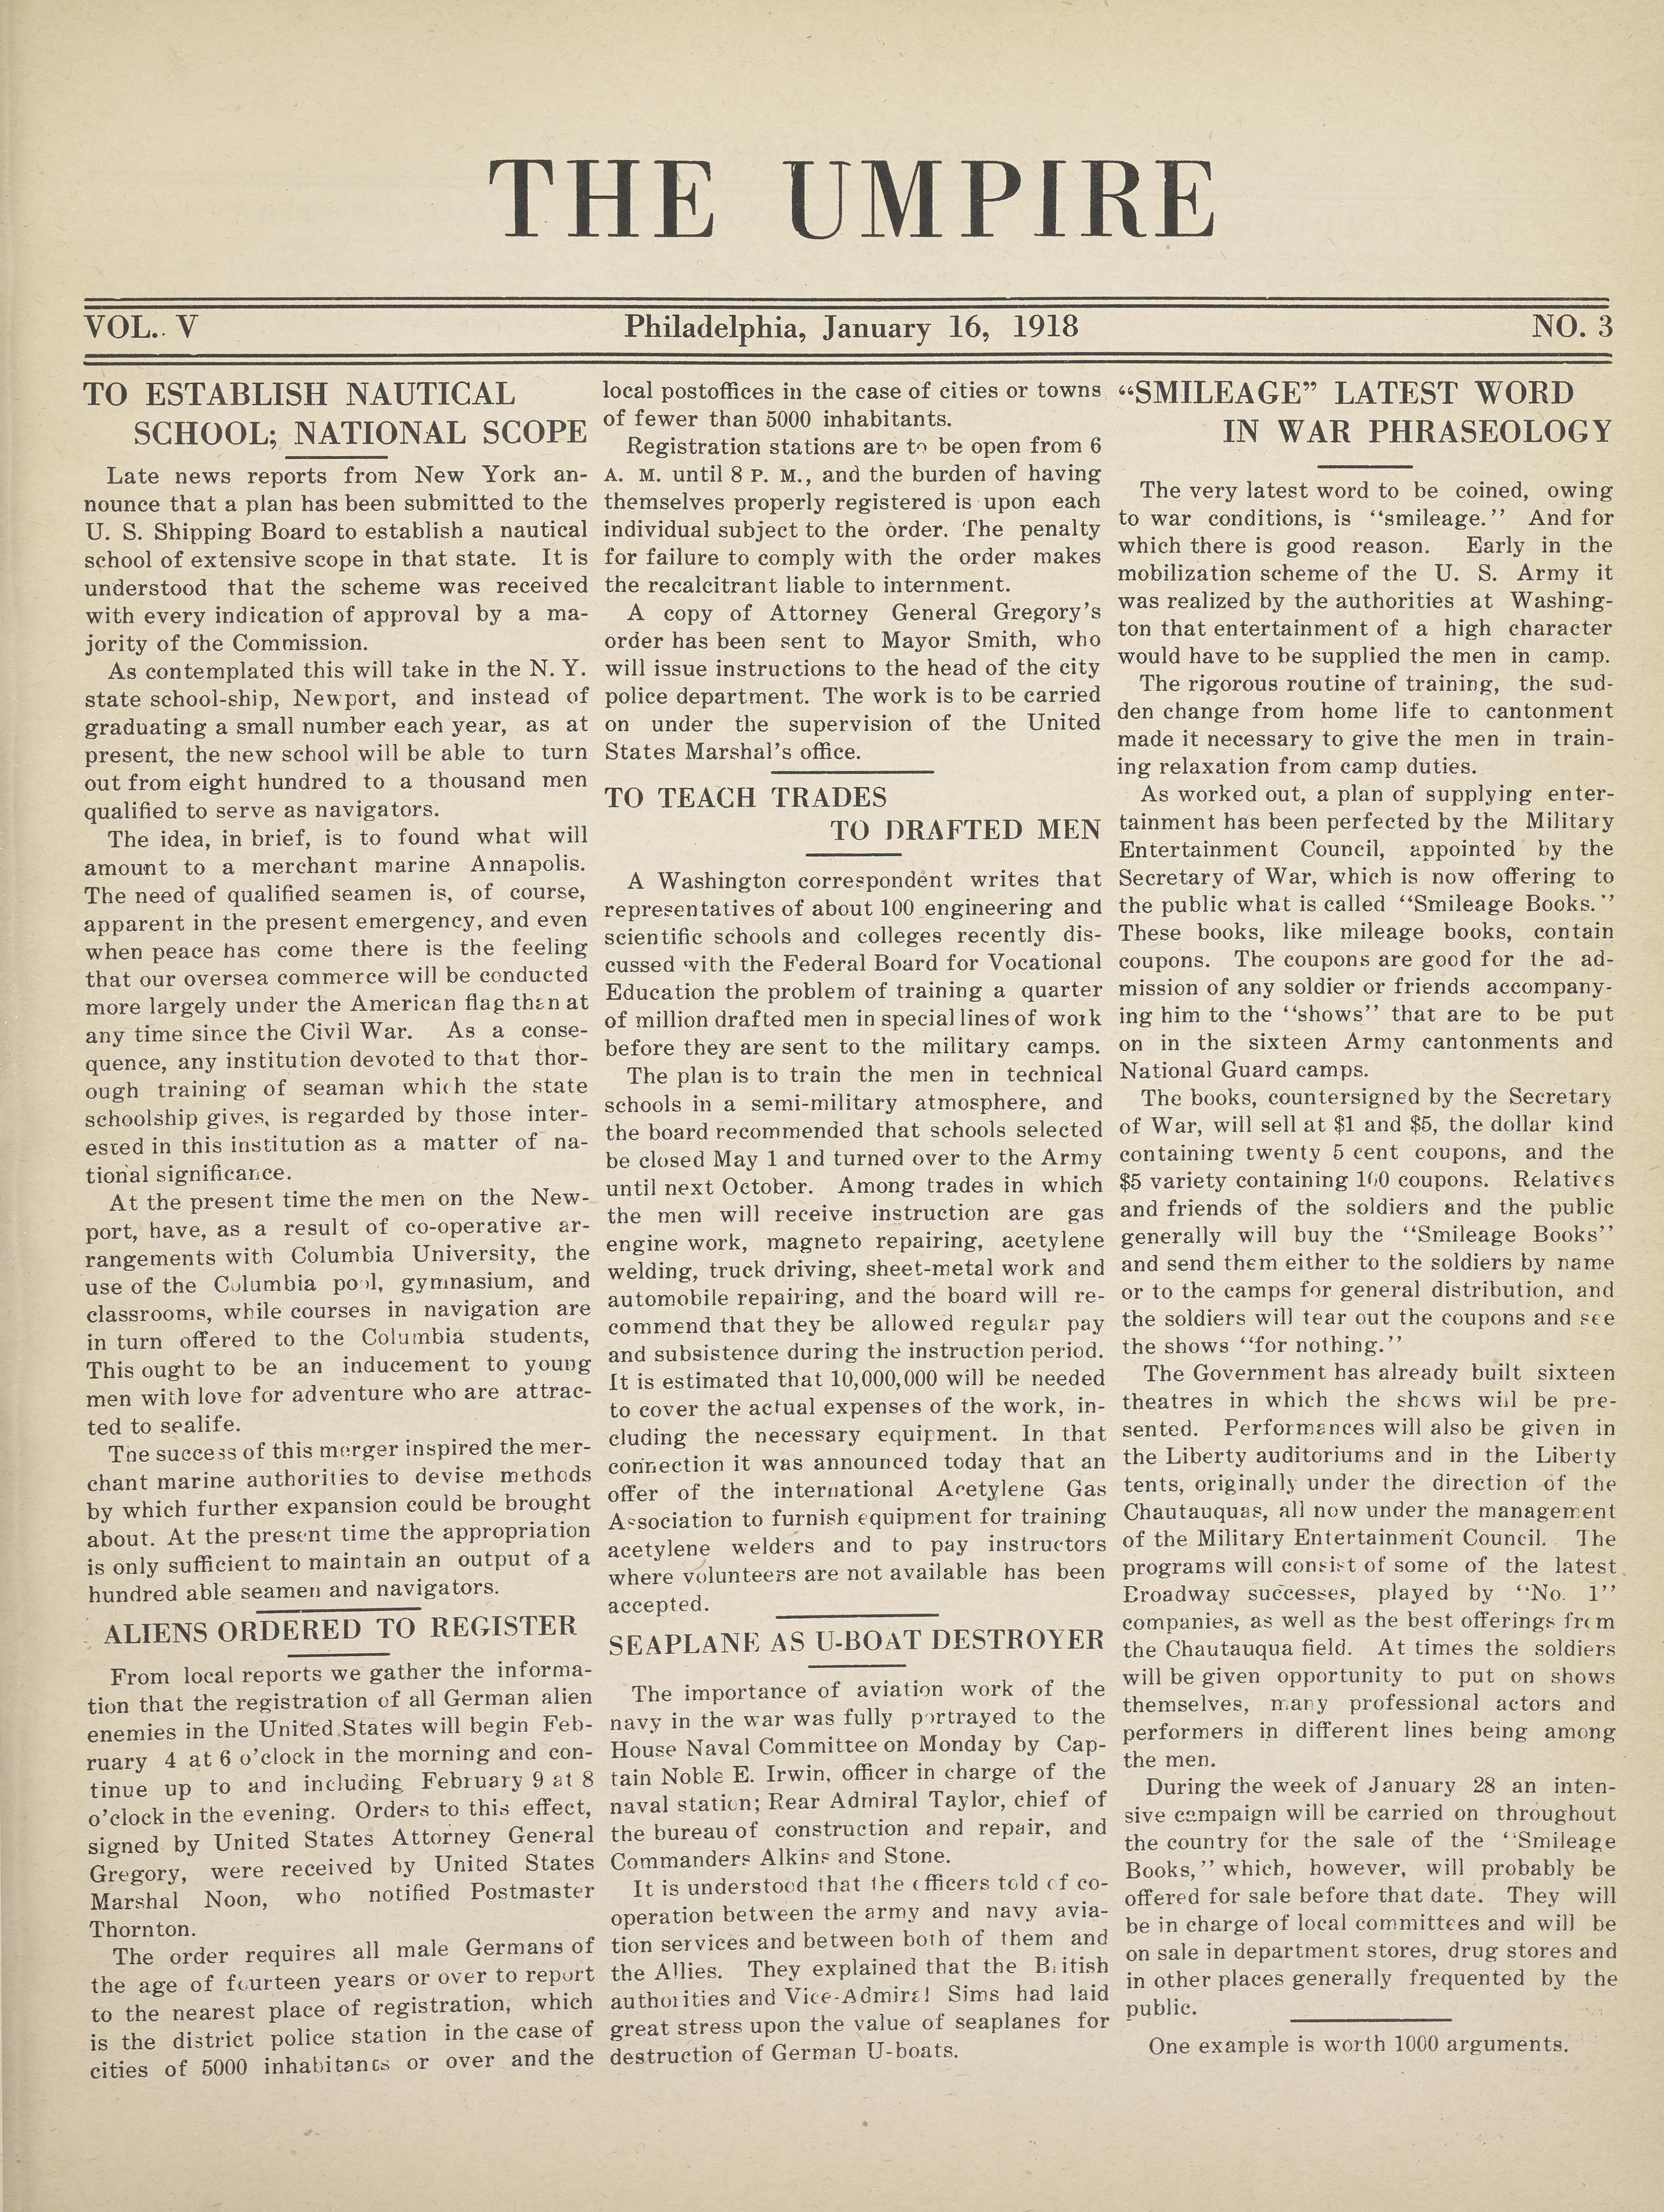 THE UMPIRE
VOL.. V
Philadelphia, January 16, 1918
NO. 3
TO ESTABLISH NAUTICAL
SCHOOL; NATIONAL SCOPE
Late news reports from New York an-
nounce that a plan has been submitted to the
U. S. Shipping Board to establish a nautical
school of extensive scope in that state. It is
understood that the scheme was received
with every indication of approval by a ma-
jority of the Commission.
As contemplated this will take in the N. Y.
state school-ship, Newport, and instead of
graduating a small number each year, as at
present, the new school will be able to turn
out from eight hundred to a thousand men
qualified to serve as navigators.
The idea, in brief, is to found what will
amount to a merchant marine Annapolis.
The need of qualified seamen is, of course,
apparent in the present emergency, and even
when peace has come there is the feeling
that our oversea commerce will be conducted
more largely under the American flag than at
any time since the Civil War. As a conse-
quence, any institution devoted to that thor-
ough training of seaman which the state
schoolship gives, is regarded by those inter-
ested in this institution as a matter of na-
tional significance.
At the present time the men on the New-
port, have, as a result of co-operative ar-
rangements with Columbia University, the
use of the Columbia pool, gymnasium, and
classrooms, while courses in navigation are
in turn offered to the Columbia students,
This ought to be an inducement to young
men with love for adventure who are attrac-
ted to sealife.
The success of this merger inspired the mer-
chant marine authorities to devise methods
by which further expansion could be brought
about. At the present time the appropriation
is only sufficient to maintain an output of a
hundred able seamen and navigators.
ALIENS ORDERED TO REGISTER
From local reports we gather the informa-
tion that the registration of all German alien
enemies in the United States will begin Feb-
ruary 4 at 6 o'clock in the morning and con-
tinue up to and including February 9 at 8
o'clock in the evening. Orders to this effect,
signed by United States Attorney General
Gregory, were received by United States
Marshal Noon, who notified Postmaster
Thornton.
The order requires all male Germans of
the age of fourteen years or over to report
to the nearest place of registration, which
is the district police station in the case of
cities of 5000 inhabitants or over and the
local postoffices in the case of cities or towns
of fewer than 5000 inhabitants.
Registration stations are to be open from 6
A. M. until 8 P. M., and the burden of having
themselves properly registered is upon each
individual subject to the order. The penalty
for failure to comply with the order makes
the recalcitrant liable to internment.
A copy of Attorney General Gregory's
order has been sent to Mayor Smith, who
will issue instructions to the head of the city
police department. The work is to be carried
on under the supervision of the United
States Marshal's office.
TO TEACH TRADES
TO DRAFTED MEN
A Washington correspondent writes that
representatives of about 100 engineering and
scientific schools and colleges recently dis-
cussed with the Federal Board for Vocational
Education the problem of training a quarter
of million drafted men in special lines of work
before they are sent to the military camps.
The plan is to train the men in technical
schools in a semi-military atmosphere, and
the board recommended that schools selected
be closed May 1 and turned over to the Army
until next October. Among trades in which
the men will receive instruction are gas
engine work, magneto repairing, acetylene
welding, truck driving, sheet-metal work and
automobile repairing, and the board will re-
commend that they be allowed regular pay
and subsistence during the instruction period.
It is estimated that 10,000,000 will be needed
to cover the actual expenses of the work, in-
cluding the necessary equipment. In that
connection it was announced today that an
offer of the international Acetylene Gas
Association to furnish equipment for training
acetylene welders and to pay instructors
where volunteers are not available has been
accepted.
SEAPLANE AS U-BOAT DESTROYER
The importance of aviation work of the
navy in the war was fully portrayed to the
House Naval Committee on Monday by Cap-
tain Noble E. Irwin, officer in charge of the
naval station; Rear Admiral Taylor, chief of
the bureau of construction and repair, and
Commanders Alkins and Stone.
It is understood that the officers told of co-
operation between the army and navy avia-
tion services and between both of them and
the Allies. They explained that the British
authorities and Vice-Admiral Sims had laid
great stress upon the value of seaplanes for
destruction of German U-boats.
“SMILEAGE” LATEST WORD
IN WAR PHRASEOLOGY
The very latest word to be coined, owing
to war conditions, is “smileage.” And for
which there is good reason. Early in the
mobilization scheme of the U. S. Army it
was realized by the authorities at Washing-
ton that entertainment of a high character
would have to be supplied the men in camp.
The rigorous routine of training, the sud-
den change from home life to cantonment
made it necessary to give the men in train-
ing relaxation from camp duties.
As worked out, a plan of supplying enter-
tainment has been perfected by the Military
Entertainment Council, appointed by the
Secretary of War, which is now offering to
the public what is called “Smileage Books.”
These books, like mileage books, contain
coupons. The coupons are good for the ad-
mission of any soldier or friends accompany-
ing him to the “shows” that are to be put
on in the sixteen Army cantonments and
National Guard camps.
The books, countersigned by the Secretary
of War, will sell at $1 and $5, the dollar kind
containing twenty 5 cent coupons, and the
$5 variety containing 100 coupons. Relatives
and friends of the soldiers and the public
generally will buy the “Smileage Books”
and send them either to the soldiers by name
or to the camps for general distribution, and
the soldiers will tear out the coupons and see
the shows “for nothing.”
The Government has already built sixteen
theatres in which the shows will be pre-
sented. Performances will also be given in
the Liberty auditoriums and in the Liberty
tents, originally under the direction of the
Chautauquas, all now under the management
of the Military Entertainment Council. The
programs will consist of some of the latest
Broadway successes, played by “No. 1”
companies, as well as the best offerings from
the Chautauqua field. At times the soldiers
will be given opportunity to put on shows
themselves, many professional actors and
performers in different lines being among
the men.
During the week of January 28 an inten-
sive campaign will be carried on throughout
the country for the sale of the “Smileage
Books,” which, however, will probably be
offered for sale before that date. They will
be in charge of local committees and will be
on sale in department stores, drug stores and
in other places generally frequented by the
public.
One example is worth 1000 arguments.